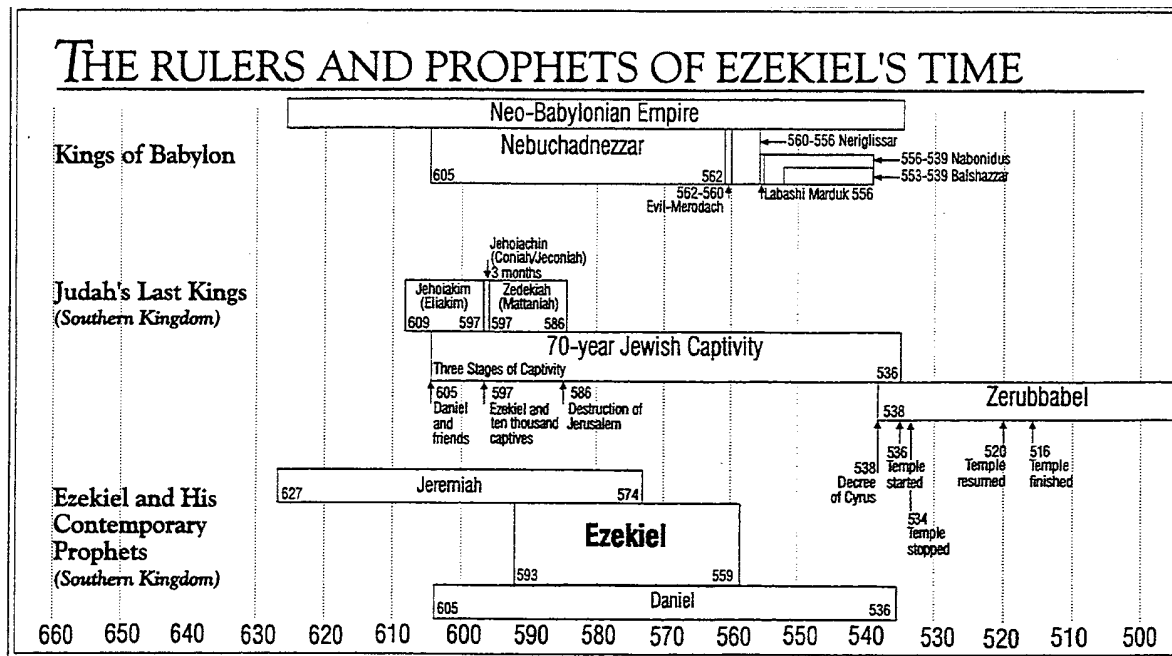 THE RULERS AND PROPHETS OF EZEKIEL'S TIME
Neo-Babylonian Empire
Kings of Babylon
Nebuchadnezzar
605
562
560-556 Neriglissar
556-539 Nabonidus
553-539 Balshazzar
562-560
Evil-Merodach
Labashi Marduk 556
Jehoiachin
(Coniah/Jeconiah)
3 months
Judah's Last Kings
(Southern Kingdom)
Jehoiakim
(Eliakim)
609 597
Zedekiah
(Mattaniah)
597 586
70-year Jewish Captivity
Three Stages of Captivity
536
605
Daniel
and
friends
597
Ezekiel and
ten thousand
captives
586
Destruction of
Jerusalem
Zerubbabel
538
538
Decree
of Cyrus
536
Temple
started
534
Temple
stopped
520
Temple
resumed
516
Temple
finished
Ezekiel and His
Contemporary
Prophets
(Southern Kingdom)
Jeremiah
627
574
Ezekiel
593
559
Daniel
605
536
660 650 640 630 620 610 600 590 580 570 560 550 540 530 520 510 500